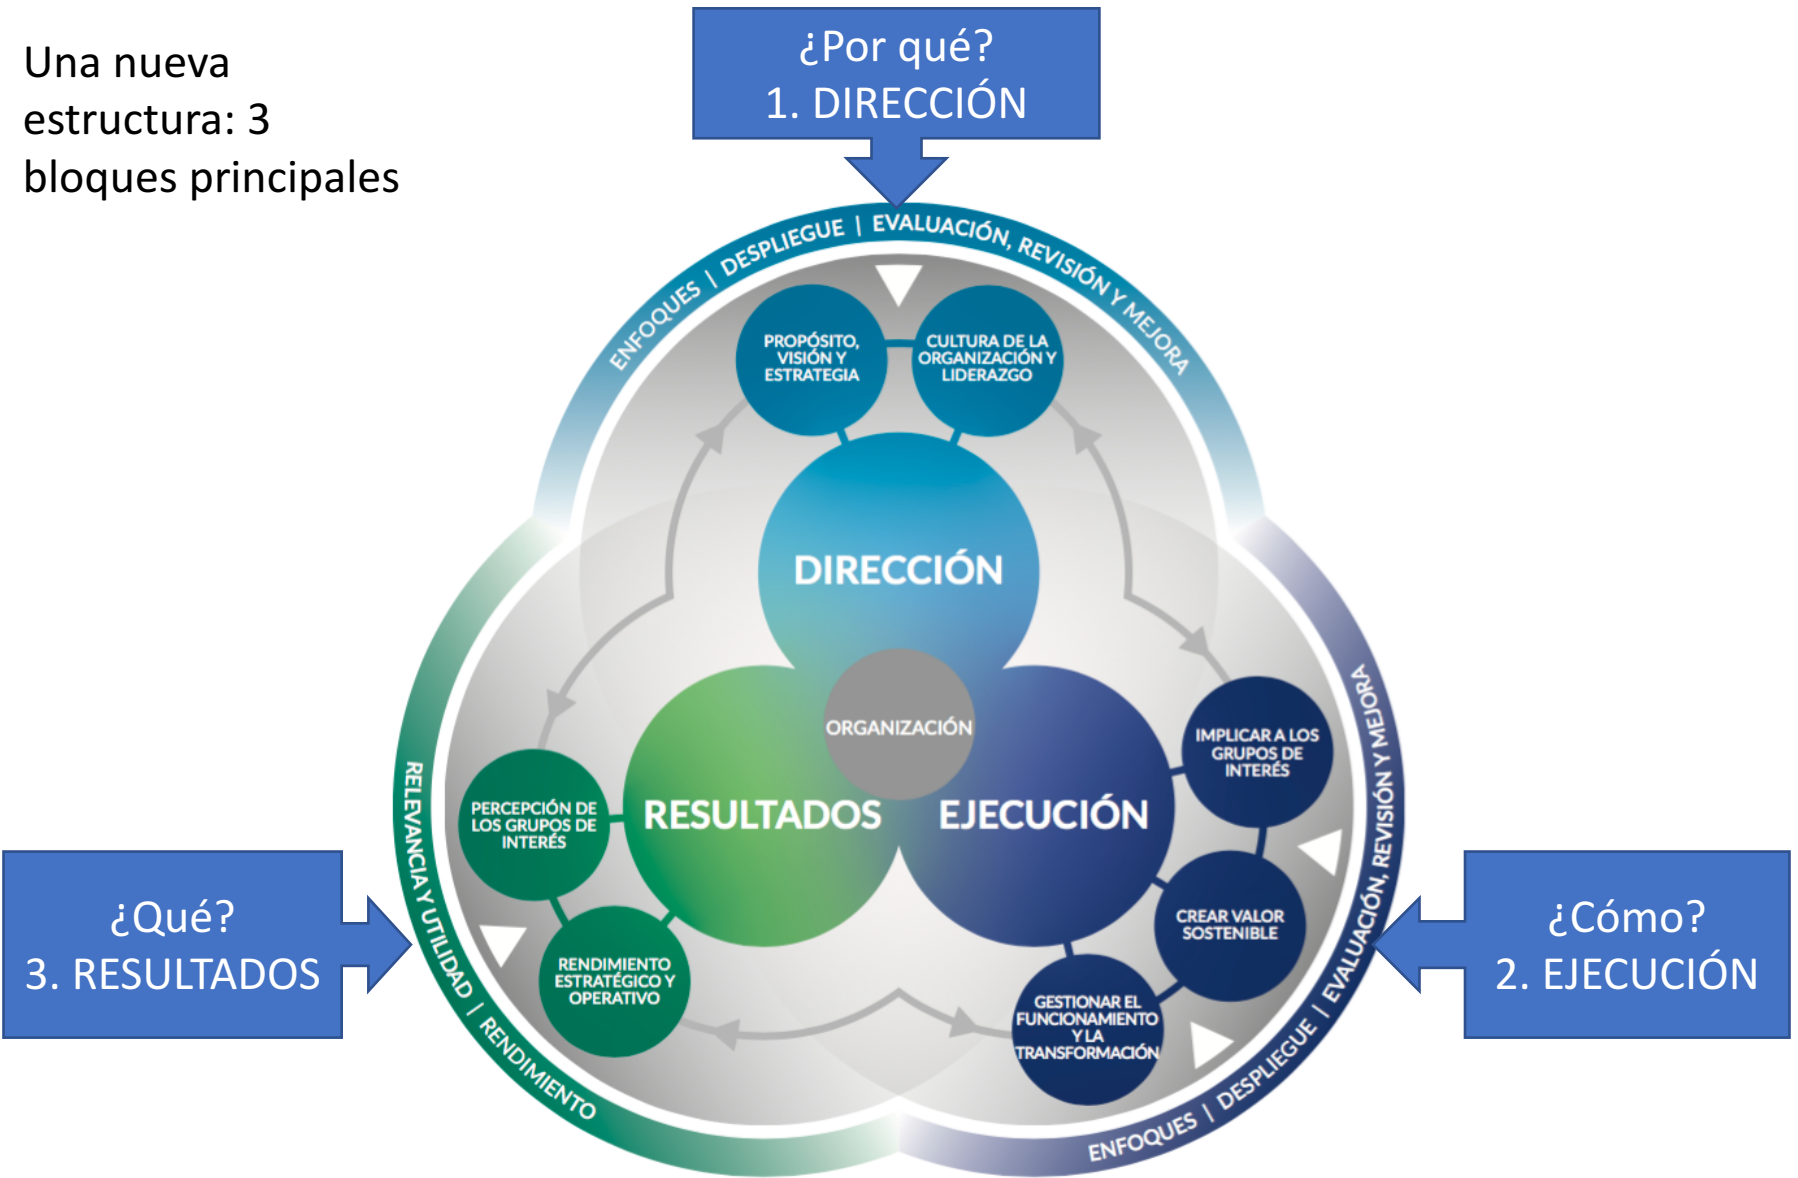 Una nueva
estructura: 3
bloques principales
¿Por qué?
1. DIRECCIÓN
ENFOQUES | DESPLIEGUE | EVALUACIÓN, REVISIÓN Y MEJORA
PROPÓSITO,
VISIÓN Y
ESTRATEGIA
CULTURA DE LA
ORGANIZACIÓN Y
LIDERAZGO
DIRECCIÓN
ORGANIZACIÓN
RESULTADOS
EJECUCIÓN
IMPLICAR A LOS
GRUPOS DE
INTERÉS
CREAR VALOR
SOSTENIBLE
GESTIONAR EL
FUNCIONAMIENTO
Y LA
TRANSFORMACIÓN
ENFOQUES | DESPLIEGUE | EVALUACIÓN, REVISIÓN Y MEJORA
¿Cómo?
2. EJECUCIÓN
PERCEPCIÓN DE
LOS GRUPOS DE
INTERÉS
RENDIMIENTO
ESTRATÉGICO Y
OPERATIVO
RELEVANCIA Y UTILIDAD | RENDIMIENTO
¿Qué?
3. RESULTADOS